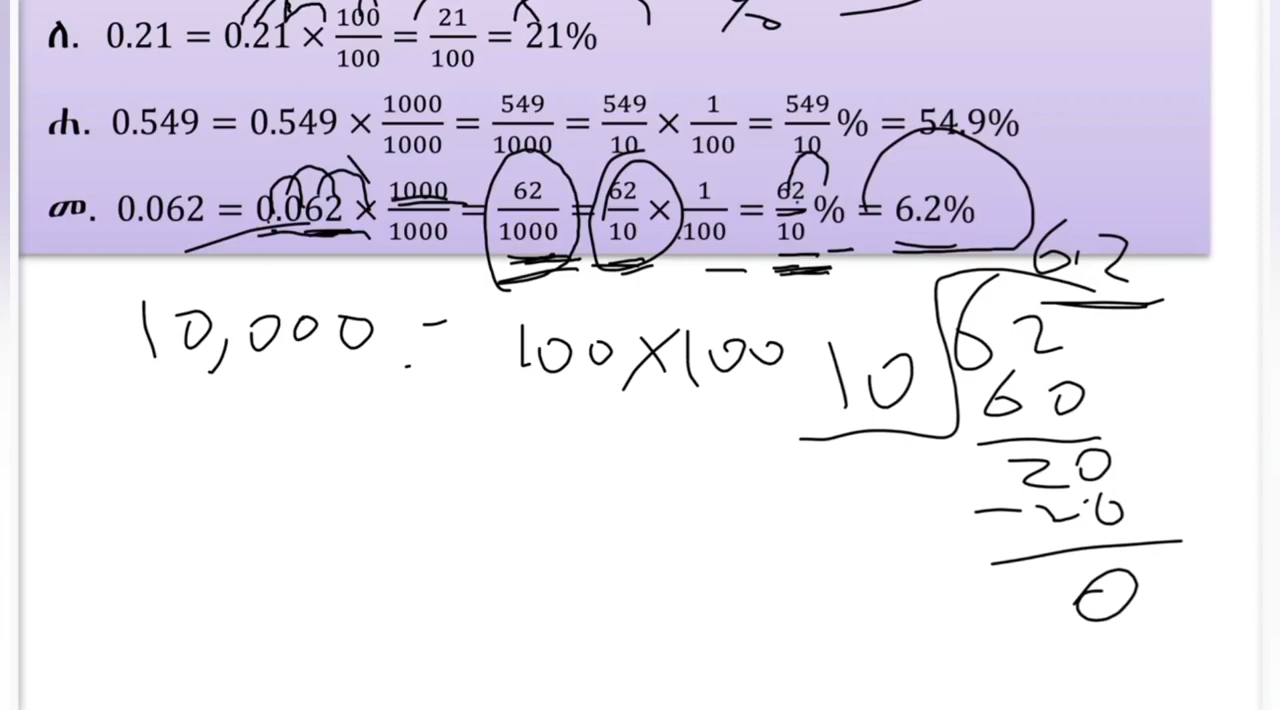 ለ. 0.21 = 0.21 × 100/100 = 21/100 = 21%
%
ሐ. 0.549 = 0.549 × 1000/1000 = 549/1000 = 549/10 × 1/100 = 549/10 % = 54.9%
መ. 0.062 = 0.062 × 1000/1000 = 62/1000 = 62/10 × 1/100 = 62/10 % = 6.2%
6.2
10,000 = 100×100
10 62
60
20
-20
0